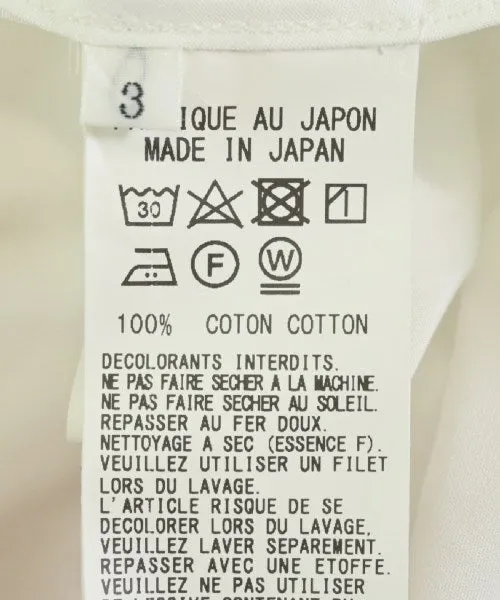 3
IQUE AU JAPON
MADE IN JAPAN
30
F
W
100% COTON COTTON
DECOLORANTS INTERDITS.
NE PAS FAIRE SECHER A LA MACHINE.
NE PAS FAIRE SECHER AU SOLEIL.
REPASSER AU FER DOUX.
NETTOYAGE A SEC (ESSENCE F).
VEUILLEZ UTILISER UN FILET
LORS DU LAVAGE.
L'ARTICLE RISQUE DE SE
DECOLORER LORS DU LAVAGE,
VEUILLEZ LAVER SEPAREMENT.
REPASSER AVEC UNE ETOFFE.
VEUILLEZ NE PAS UTILISER